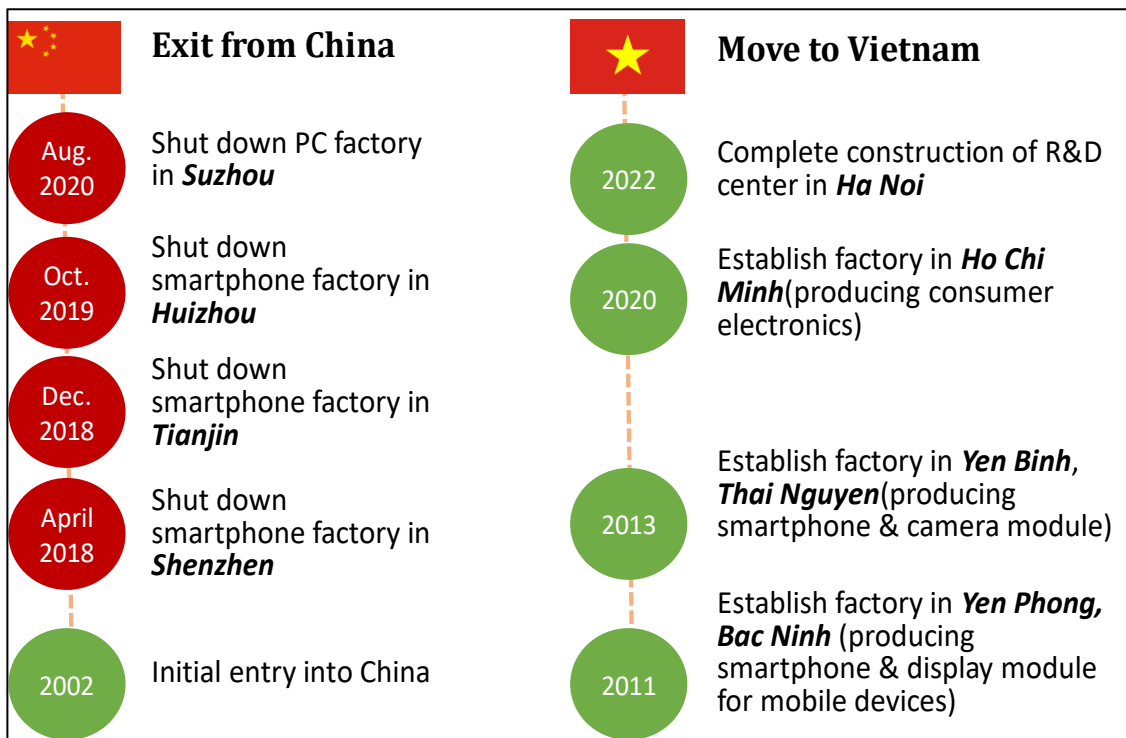 Exit from China
Aug.
2020
Shut down PC factory
in Suzhou
Oct.
2019
Shut down
smartphone factory in
Huizhou
Dec.
2018
Shut down
smartphone factory in
Tianjin
April
2018
Shut down
smartphone factory in
Shenzhen
2002
Initial entry into China
Move to Vietnam
2022
Complete construction of R&D
center in Ha Noi
2020
Establish factory in Ho Chi
Minh(producing consumer
electronics)
2013
Establish factory in Yen Binh,
Thai Nguyen(producing
smartphone & camera module)
2011
Establish factory in Yen Phong,
Bac Ninh (producing
smartphone & display module
for mobile devices)